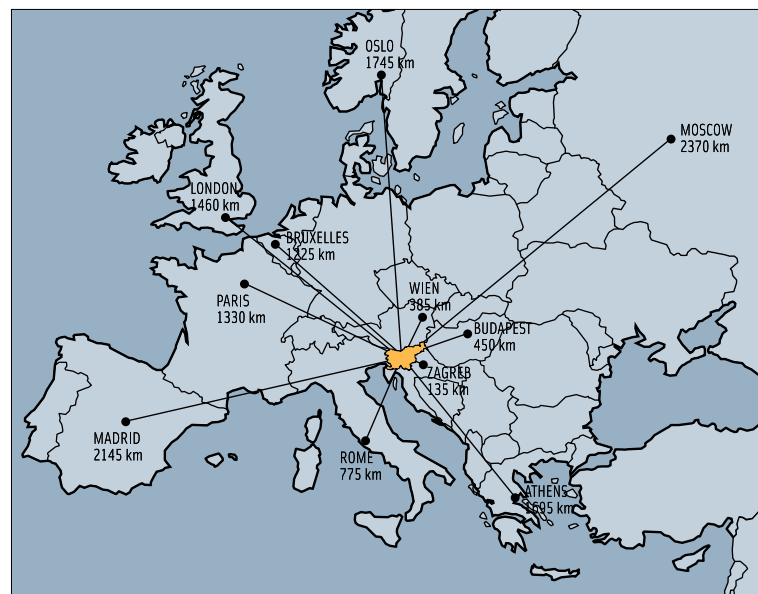 OSLO
1745 km
MOSCOW
2370 km
LONDON
1460 km
BRUXELLES
1225 km
WIEN
385 km
PARIS
1330 km
BUDAPEST
450 km
ZAGREB
135 km
MADRID
2145 km
ROME
775 km
ATHENS
1695 km